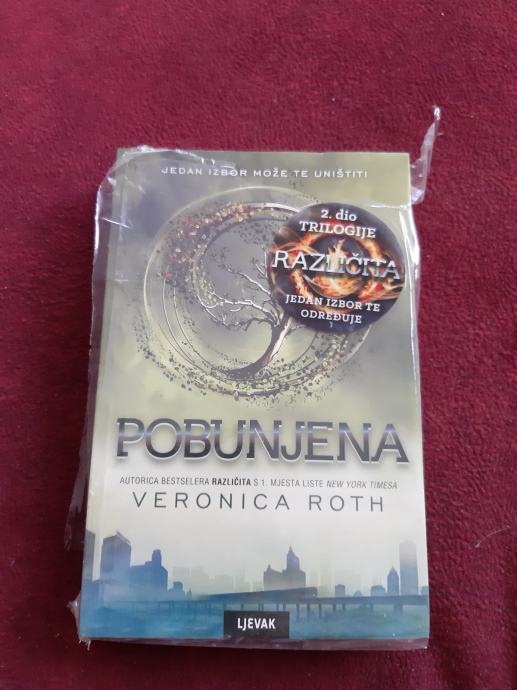 JEDAN IZBOR MOŽE TE UNIŠTITI
2. dio
TRILOGIJE
RAZLIČITA
JEDAN IZBOR TE
ODREĐUJE
POBUNJENA
AUTORICA BESTSELERA RAZLIČITA S 1. MJESTA LISTE NEW YORK TIMESA
VERONICA ROTH
LJEVAK